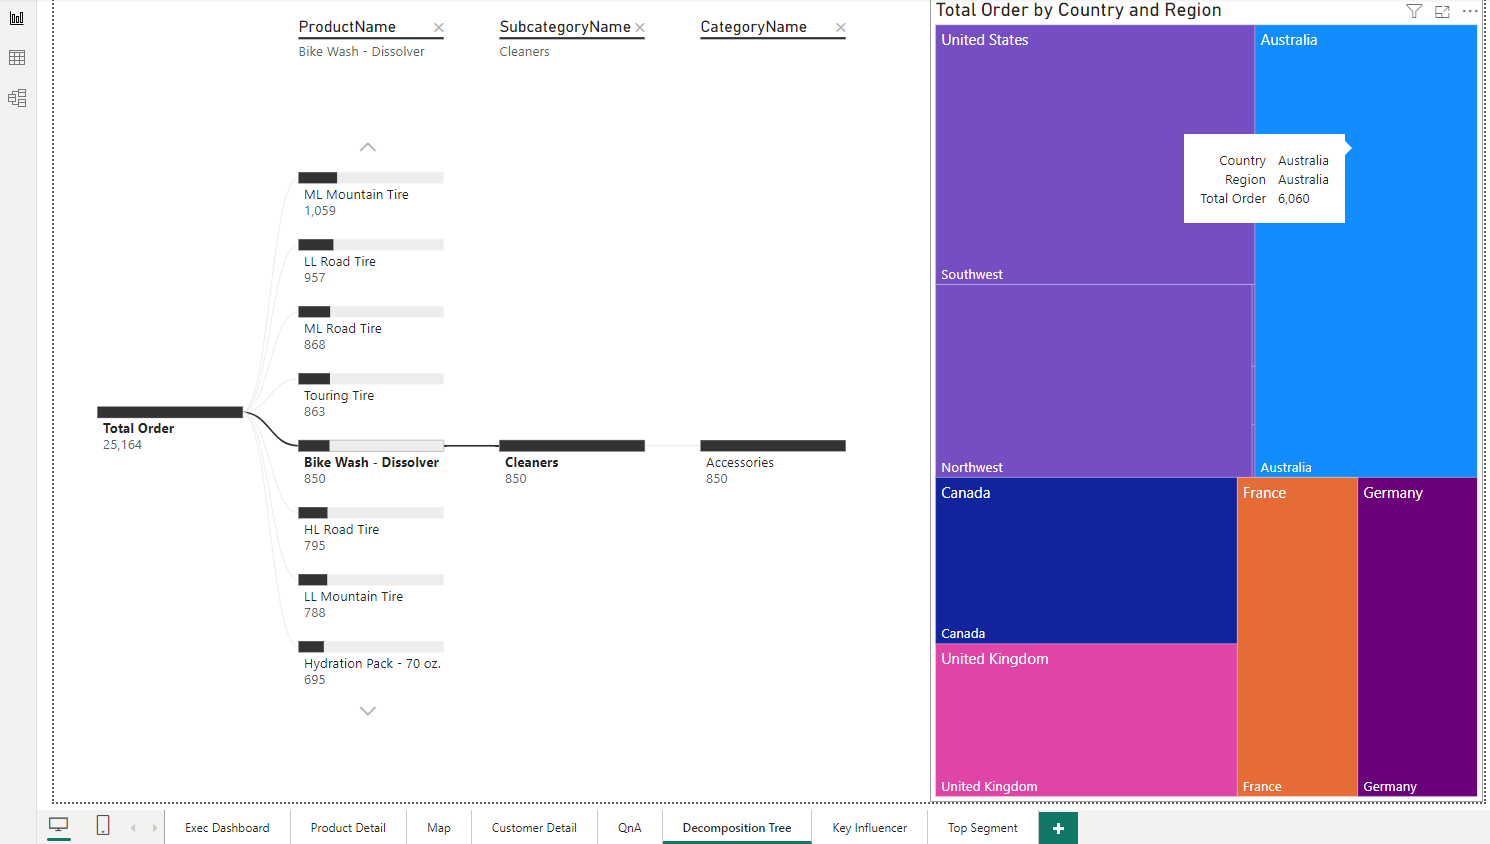 ProductName
Bike Wash - Dissolver
SubcategoryName
Cleaners
CategoryName
ML Mountain Tire
1,059
LL Road Tire
957
ML Road Tire
868
Touring Tire
863
Total Order
25,164
Bike Wash - Dissolver
850
Cleaners
850
Accessories
850
HL Road Tire
795
LL Mountain Tire
788
Hydration Pack - 70 oz.
695
Total Order by Country and Region
United States
Australia
Country Australia
Region Australia
Total Order 6,060
Southwest
Northwest
Australia
Canada
France
Germany
Canada
United Kingdom
United Kingdom
France
Germany
Exec Dashboard
Product Detail
Map
Customer Detail
QnA
Decomposition Tree
Key Influencer
Top Segment